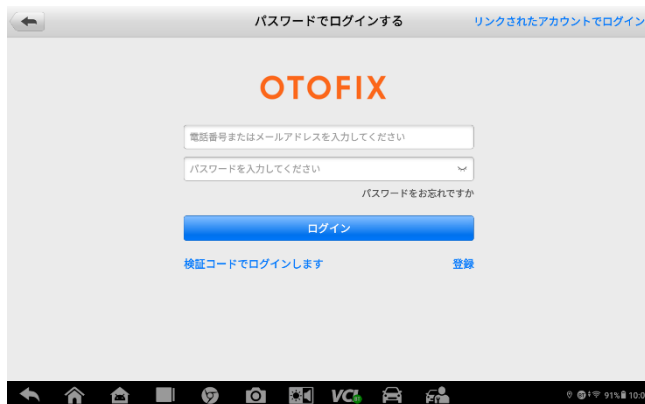 パスワードでログインする
リンクされたアカウントでログイン
OTOFIX
電話番号またはメールアドレスを入力してください
パスワードを入力してください
パスワードをお忘れですか
ログイン
検証コードでログインします
登録
VCI
91% 10:0